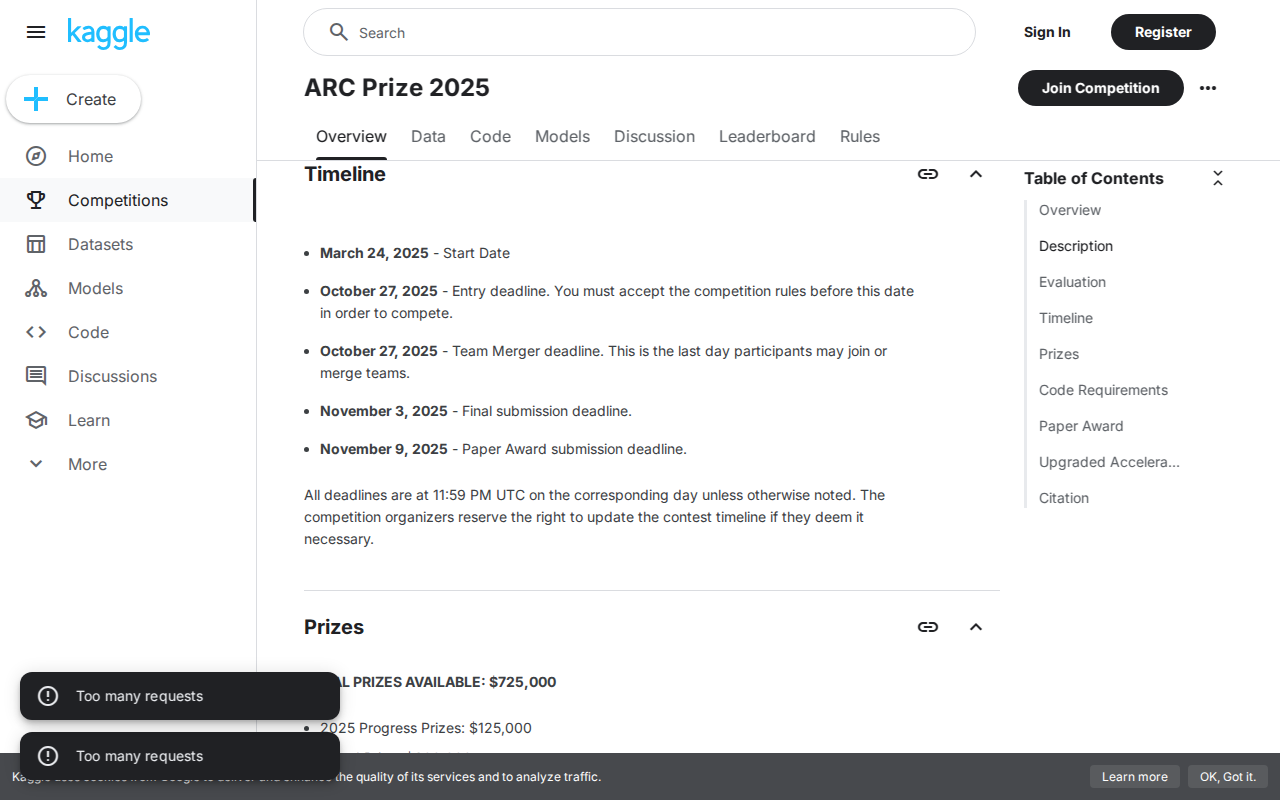 kaggle
Search
Sign In
Register
Create
ARC Prize 2025
Join Competition
Overview
Data
Code
Models
Discussion
Leaderboard
Rules
Home
Competitions
Datasets
Models
Code
Discussions
Learn
More
Timeline
March 24, 2025 - Start Date
October 27, 2025 - Entry deadline. You must accept the competition rules before this date
in order to compete.
October 27, 2025 - Team Merger deadline. This is the last day participants may join or
merge teams.
November 3, 2025 - Final submission deadline.
November 9, 2025 - Paper Award submission deadline.
All deadlines are at 11:59 PM UTC on the corresponding day unless otherwise noted. The
competition organizers reserve the right to update the contest timeline if they deem it
necessary.
Prizes
PRIZES AVAILABLE: $725,000
2025 Progress Prizes: $125,000
Table of Contents
Overview
Description
Evaluation
Timeline
Prizes
Code Requirements
Paper Award
Upgraded Accelera...
Citation
Too many requests
Too many requests
the quality of its services and to analyze traffic.
Learn more
OK, Got it.